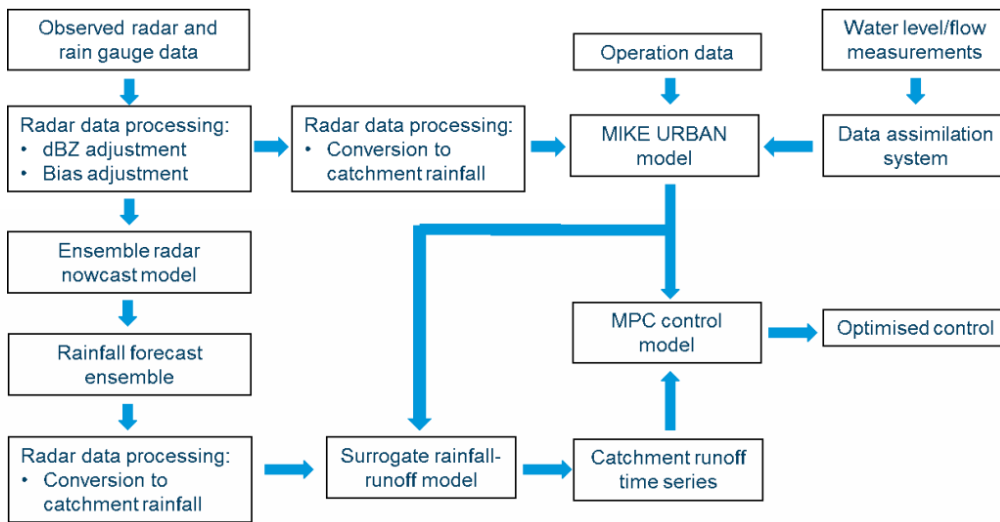 Observed radar and
rain gauge data
Operation data
Water level/flow
measurements
Radar data processing:
• dBZ adjustment
• Bias adjustment
Radar data processing:
• Conversion to
catchment rainfall
MIKE URBAN
model
Data assimilation
system
Ensemble radar
nowcast model
MPC control
model
Optimised control
Rainfall forecast
ensemble
Radar data processing:
• Conversion to
catchment rainfall
Surrogate rainfall-
runoff model
Catchment runoff
time series